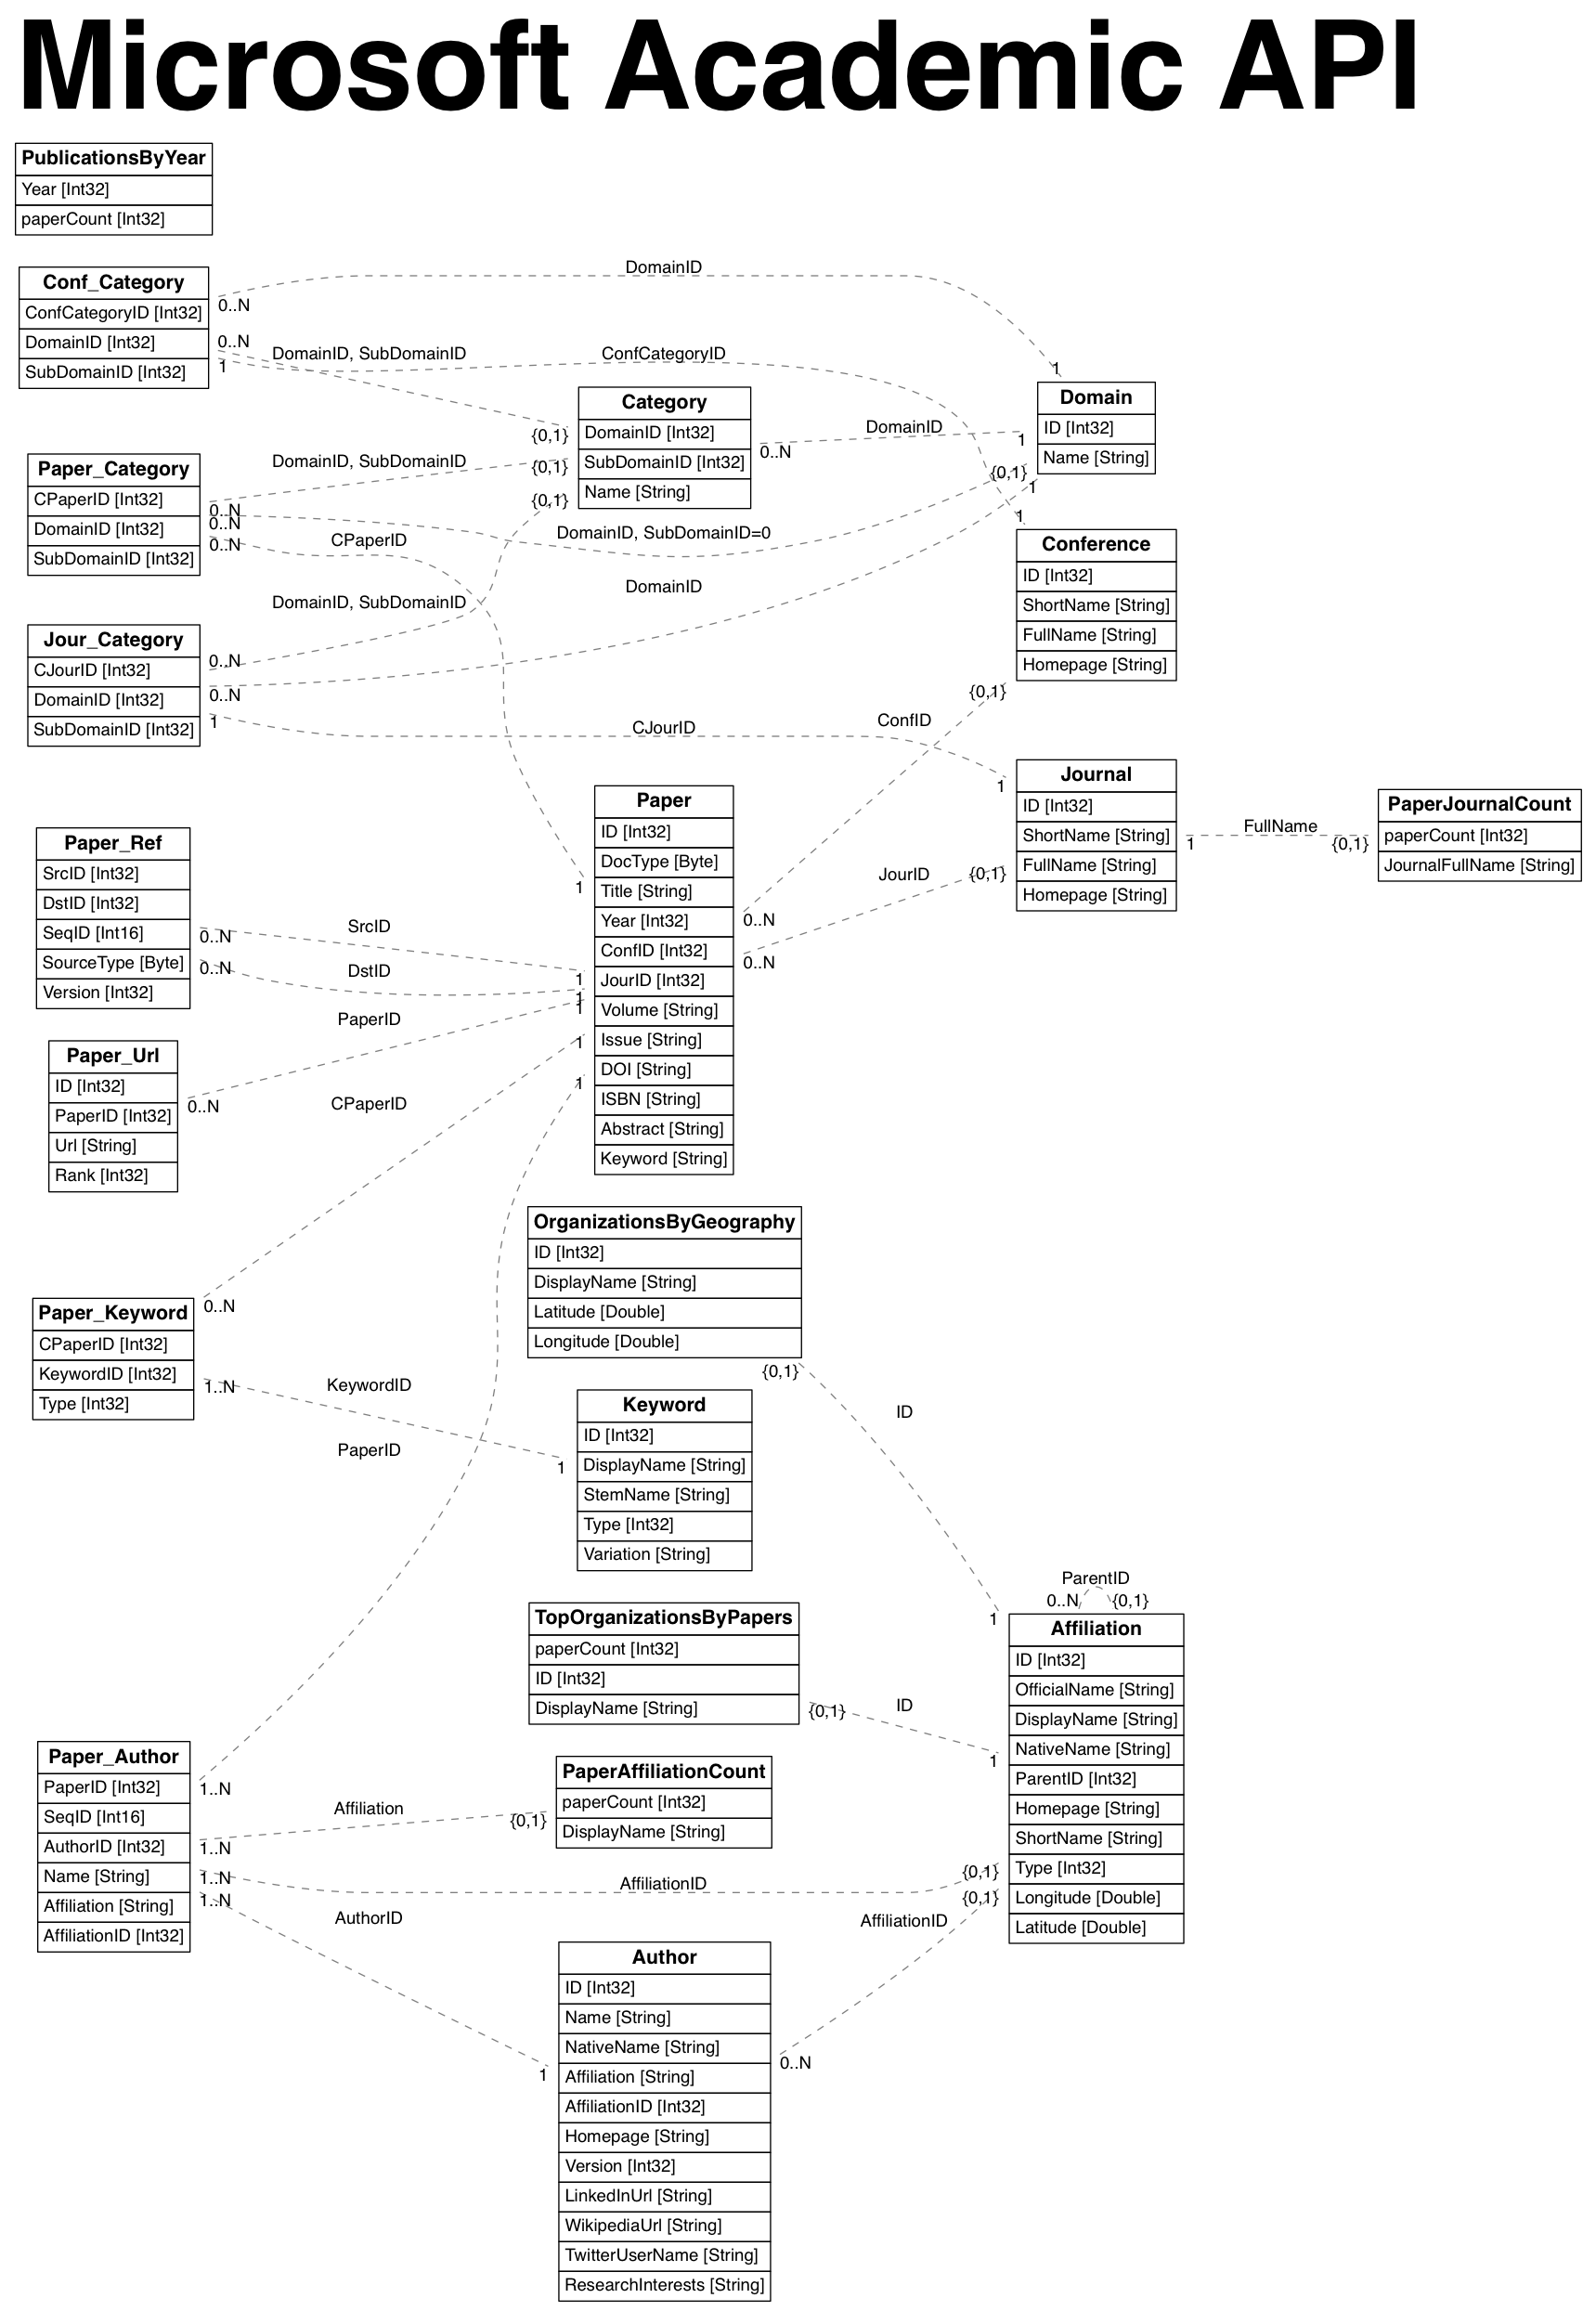 Microsoft Academic API
PublicationsByYear
Year [Int32]
paperCount [Int32]
Conf_Category
ConfCategoryID [Int32]
DomainID [Int32]
SubDomainID [Int32]
0..N
0..N
1
DomainID
DomainID, SubDomainID
ConfCategoryID
1
Category
DomainID [Int32]
SubDomainID [Int32]
Name [String]
{0,1}
{0,1}
{0,1}
0..N
DomainID
1
Domain
ID [Int32]
Name [String]
{0,1}
1
1
Paper_Category
CPaperID [Int32]
DomainID [Int32]
SubDomainID [Int32]
0..N
0..N
0..N
DomainID, SubDomainID
DomainID, SubDomainID=0
CPaperID
Conference
ID [Int32]
ShortName [String]
FullName [String]
Homepage [String]
{0,1}
DomainID, SubDomainID
DomainID
Jour_Category
CJourID [Int32]
DomainID [Int32]
SubDomainID [Int32]
0..N
0..N
1
CJourID
ConfID
1
Journal
ID [Int32]
ShortName [String]
FullName [String]
Homepage [String]
{0,1}
1
FullName
{0,1}
PaperJournalCount
paperCount [Int32]
JournalFullName [String]
Paper
ID [Int32]
DocType [Byte]
Title [String]
Year [Int32]
ConfID [Int32]
JourID [Int32]
Volume [String]
Issue [String]
DOI [String]
ISBN [String]
Abstract [String]
Keyword [String]
1
1
1
1
1
1
0..N
0..N
JourID
Paper_Ref
SrcID [Int32]
DstID [Int32]
SeqID [Int16]
SourceType [Byte]
Version [Int32]
0..N
0..N
SrcID
DstID
PaperID
Paper_Url
ID [Int32]
PaperID [Int32]
Url [String]
Rank [Int32]
0..N
CPaperID
OrganizationsByGeography
ID [Int32]
DisplayName [String]
Latitude [Double]
Longitude [Double]
{0,1}
ID
Paper_Keyword
CPaperID [Int32]
KeywordID [Int32]
Type [Int32]
0..N
1..N
KeywordID
PaperID
1
Keyword
ID [Int32]
DisplayName [String]
StemName [String]
Type [Int32]
Variation [String]
TopOrganizationsByPapers
paperCount [Int32]
ID [Int32]
DisplayName [String]
{0,1}
ID
ParentID
0..N
{0,1}
1
1
Affiliation
ID [Int32]
OfficialName [String]
DisplayName [String]
NativeName [String]
ParentID [Int32]
Homepage [String]
ShortName [String]
Type [Int32]
Longitude [Double]
Latitude [Double]
{0,1}
{0,1}
Paper_Author
PaperID [Int32]
SeqID [Int16]
AuthorID [Int32]
Name [String]
Affiliation [String]
AffiliationID [Int32]
1..N
1..N
1..N
1..N
Affiliation
{0,1}
PaperAffiliationCount
paperCount [Int32]
DisplayName [String]
AffiliationID
AuthorID
AffiliationID
1
Author
ID [Int32]
Name [String]
NativeName [String]
Affiliation [String]
AffiliationID [Int32]
Homepage [String]
Version [Int32]
LinkedInUrl [String]
WikipediaUrl [String]
TwitterUserName [String]
ResearchInterests [String]
0..N